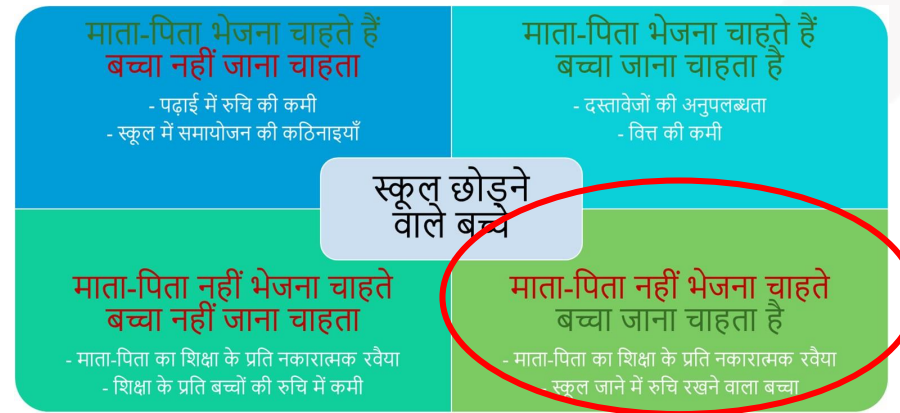 माता-पिता भेजना चाहते हैं
बच्चा नहीं जाना चाहता
- पढ़ाई में रुचि की कमी
- स्कूल में समायोजन की कठिनाइयाँ
माता-पिता भेजना चाहते हैं
बच्चा जाना चाहता है
- दस्तावेजों की अनुपलब्धता
- वित्त की कमी
स्कूल छोड़ने
वाले बच्चे
माता-पिता नहीं भेजना चाहते
बच्चा नहीं जाना चाहता
- माता-पिता का शिक्षा के प्रति नकारात्मक रवैया
- शिक्षा के प्रति बच्चों की रुचि में कमी
माता-पिता नहीं भेजना चाहते
बच्चा जाना चाहता है
- माता-पिता का शिक्षा के प्रति नकारात्मक रवैया
- स्कूल जाने में रुचि रखने वाला बच्चा